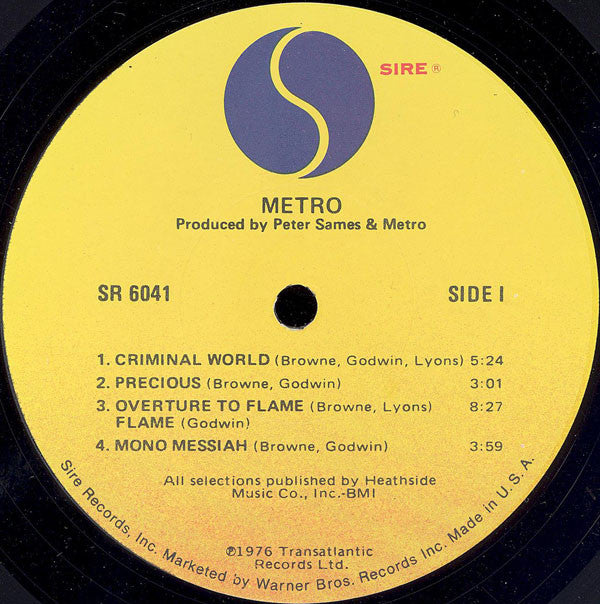 SIRE ®
METRO
Produced by Peter Sames & Metro
SR 6041 SIDE I
1. CRIMINAL WORLD (Browne, Godwin, Lyons) 5:24
2. PRECIOUS (Browne, Godwin) 3:01
3. OVERTURE TO FLAME (Browne, Lyons) 8:27
FLAME (Godwin)
4. MONO MESSIAH (Browne, Godwin) 3:59
All selections published by Heathside
Music Co., Inc.-BMI
℗1976 Transatlantic
Records Ltd.
Sire Records, Inc. Marketed by Warner Bros. Records Inc. Made in U.S.A.